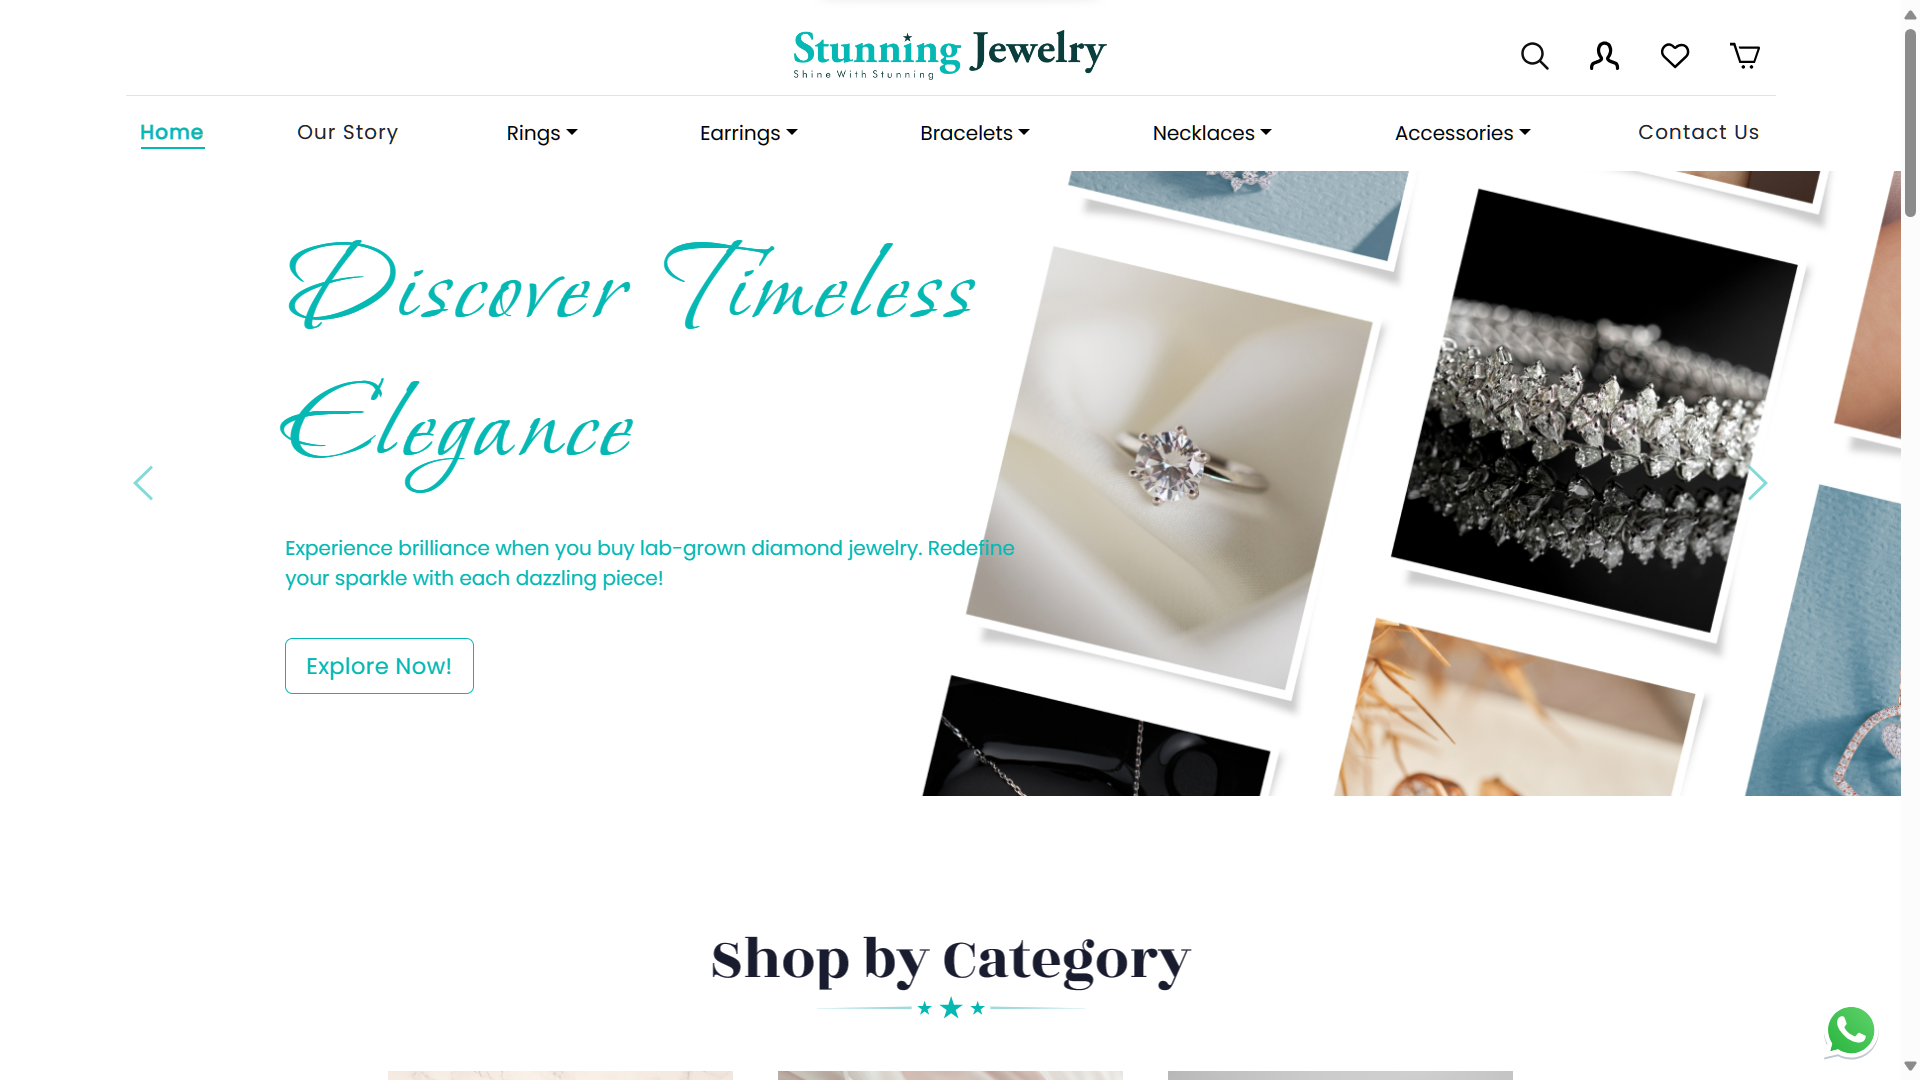 Stunning Jewelry
Shine With Stunning
Home
Our Story
Rings
Earrings
Bracelets
Necklaces
Accessories
Contact Us
Discover Timeless
Elegance
Experience brilliance when you buy lab-grown diamond jewelry. Redefine
your sparkle with each dazzling piece!
Explore Now!
Shop by Category